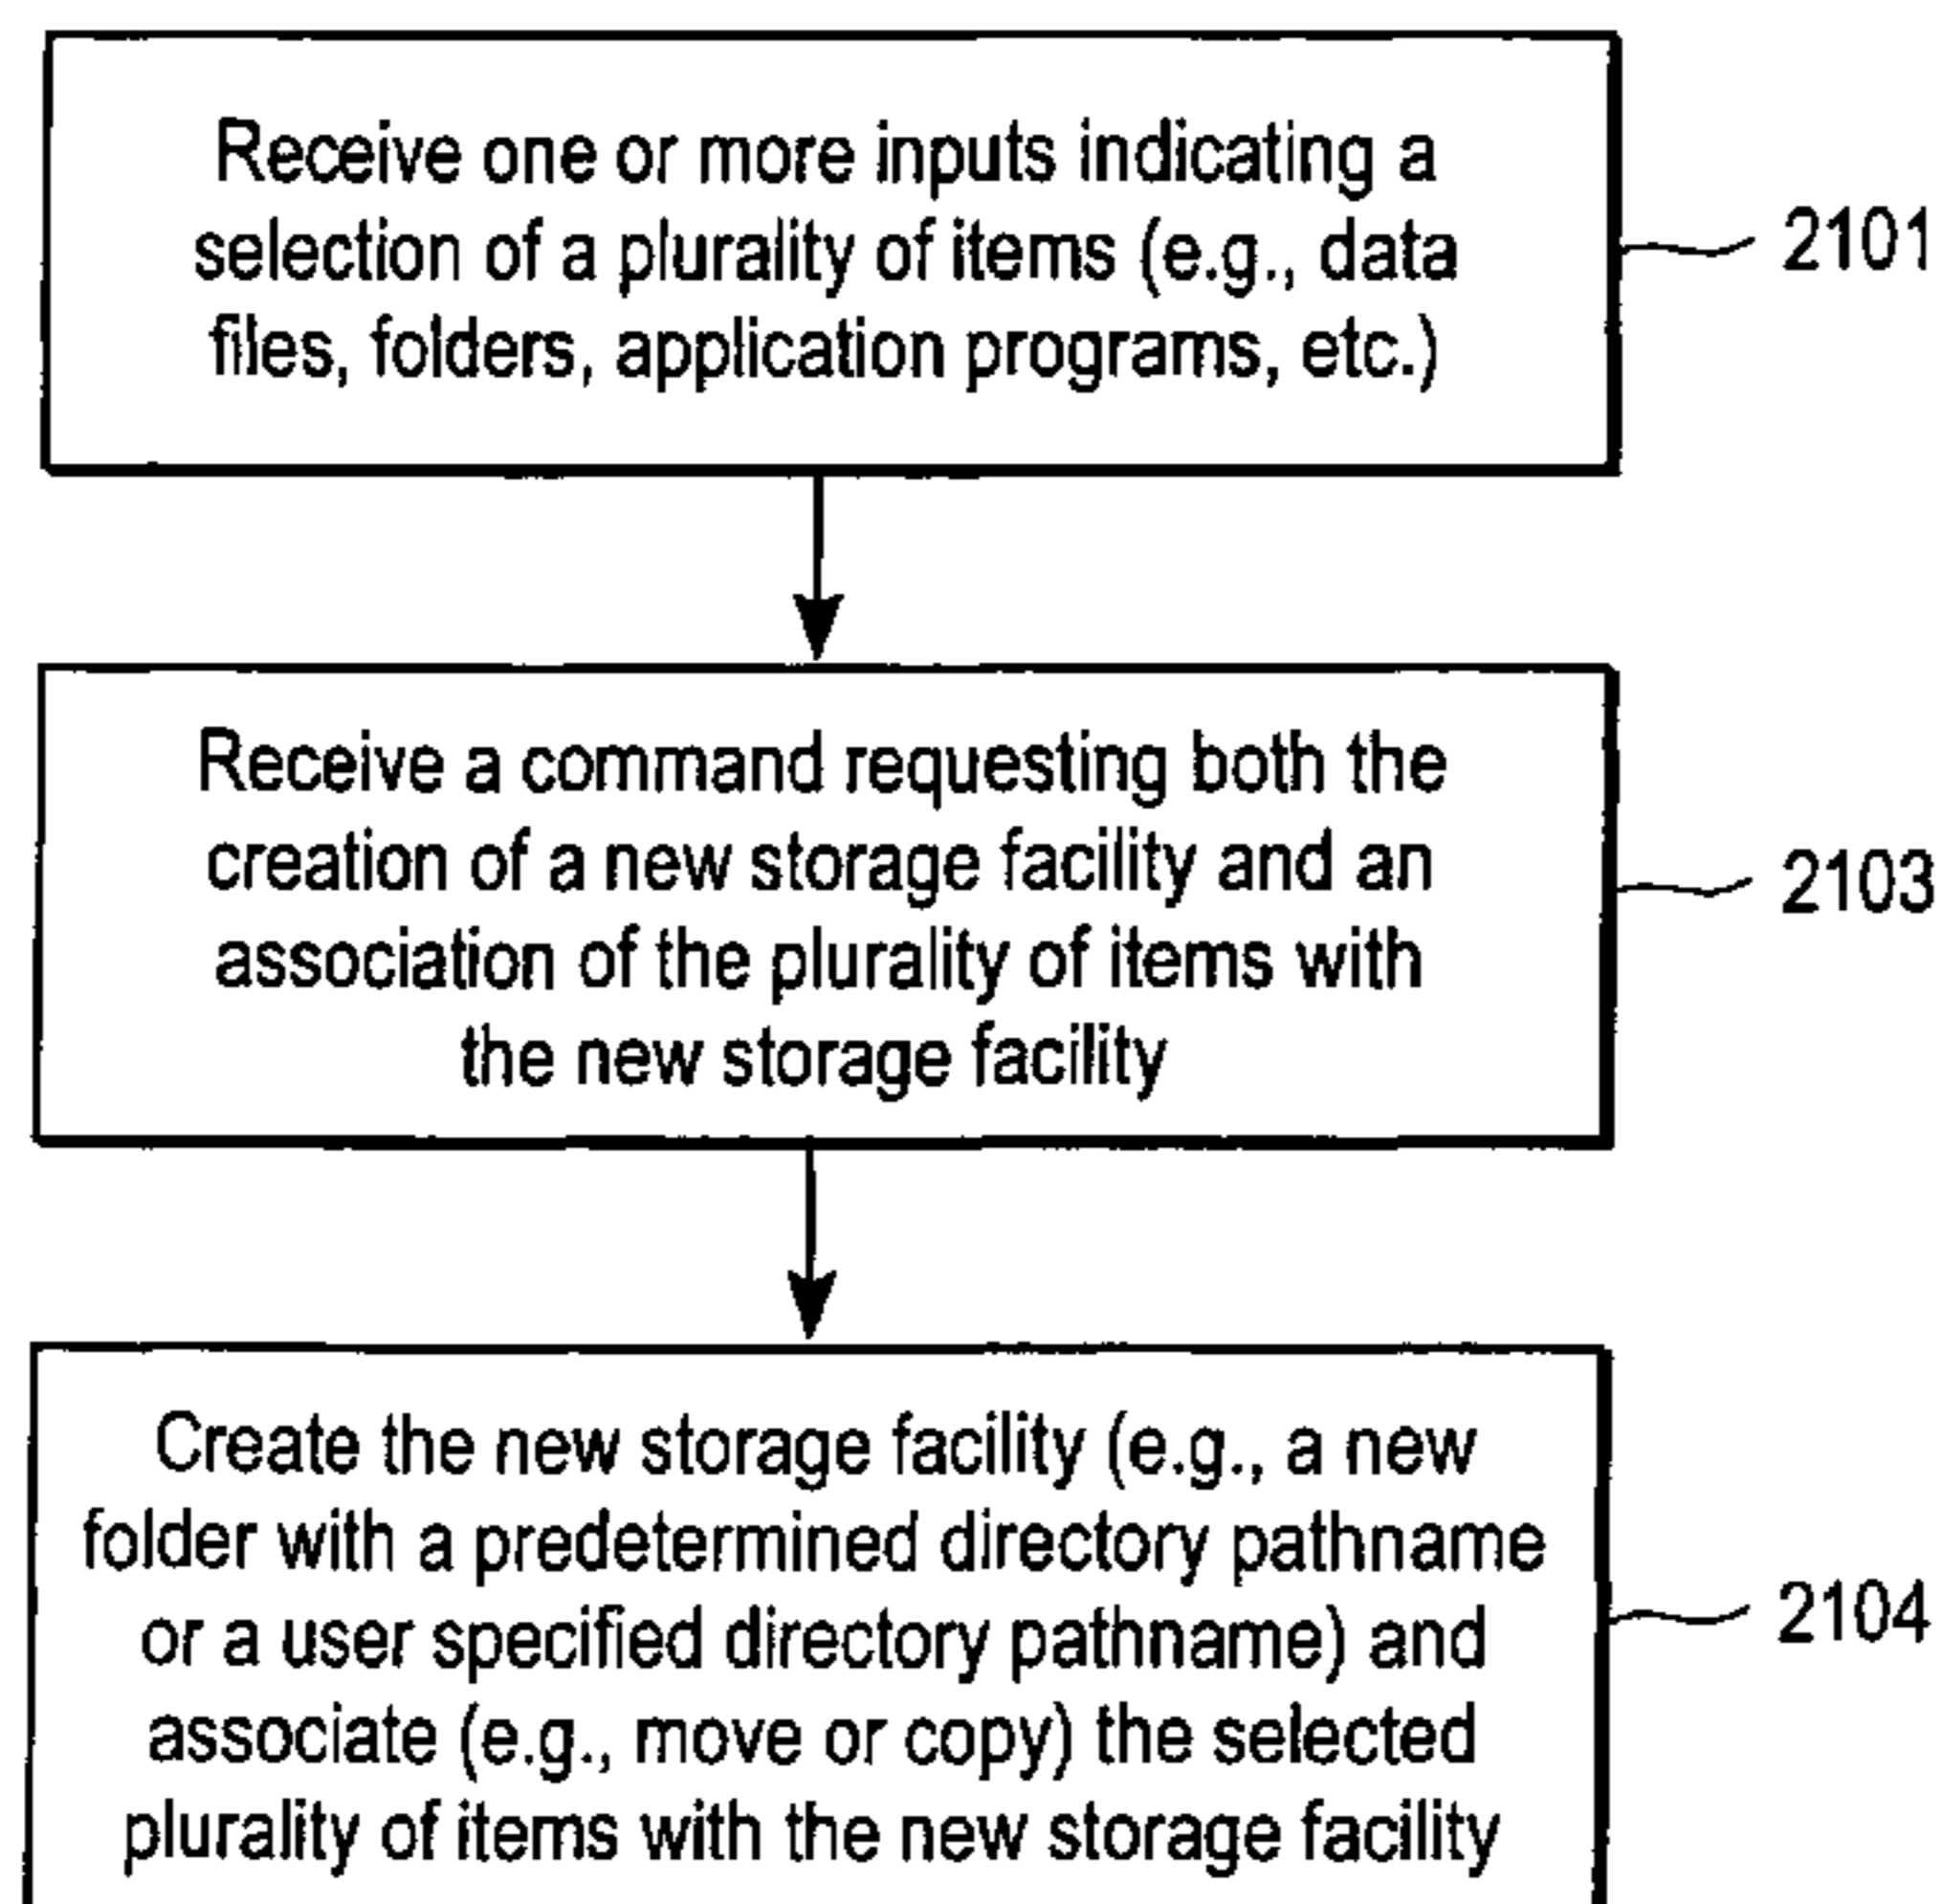 Receive one or more inputs indicating a
selection of a plurality of items (e.g., data
files, folders, application programs, etc.)
2101
Receive a command requesting both the
creation of a new storage facility and an
association of the plurality of items with
the new storage facility
2103
Create the new storage facility (e.g., a new
folder with a predetermined directory pathname
or a user specified directory pathname) and
associate (e.g., move or copy) the selected
plurality of items with the new storage facility
2104